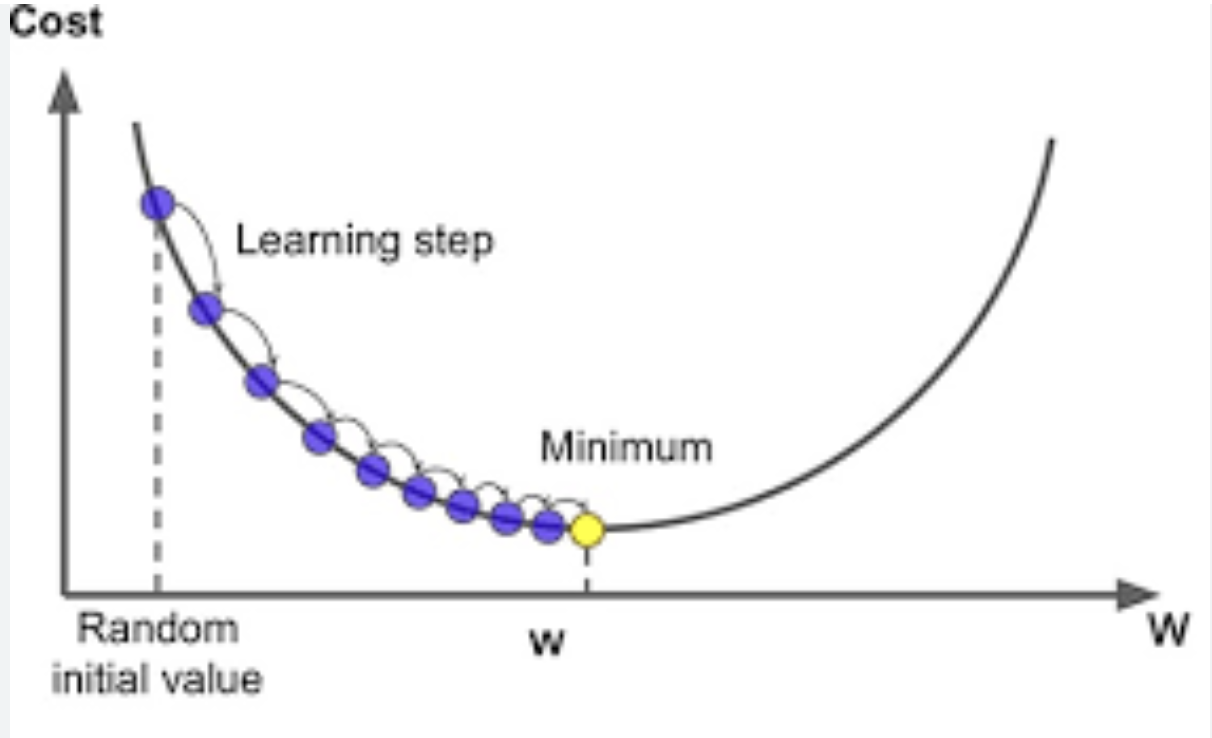 Cost
Learning step
Minimum
Random
initial value
w
W